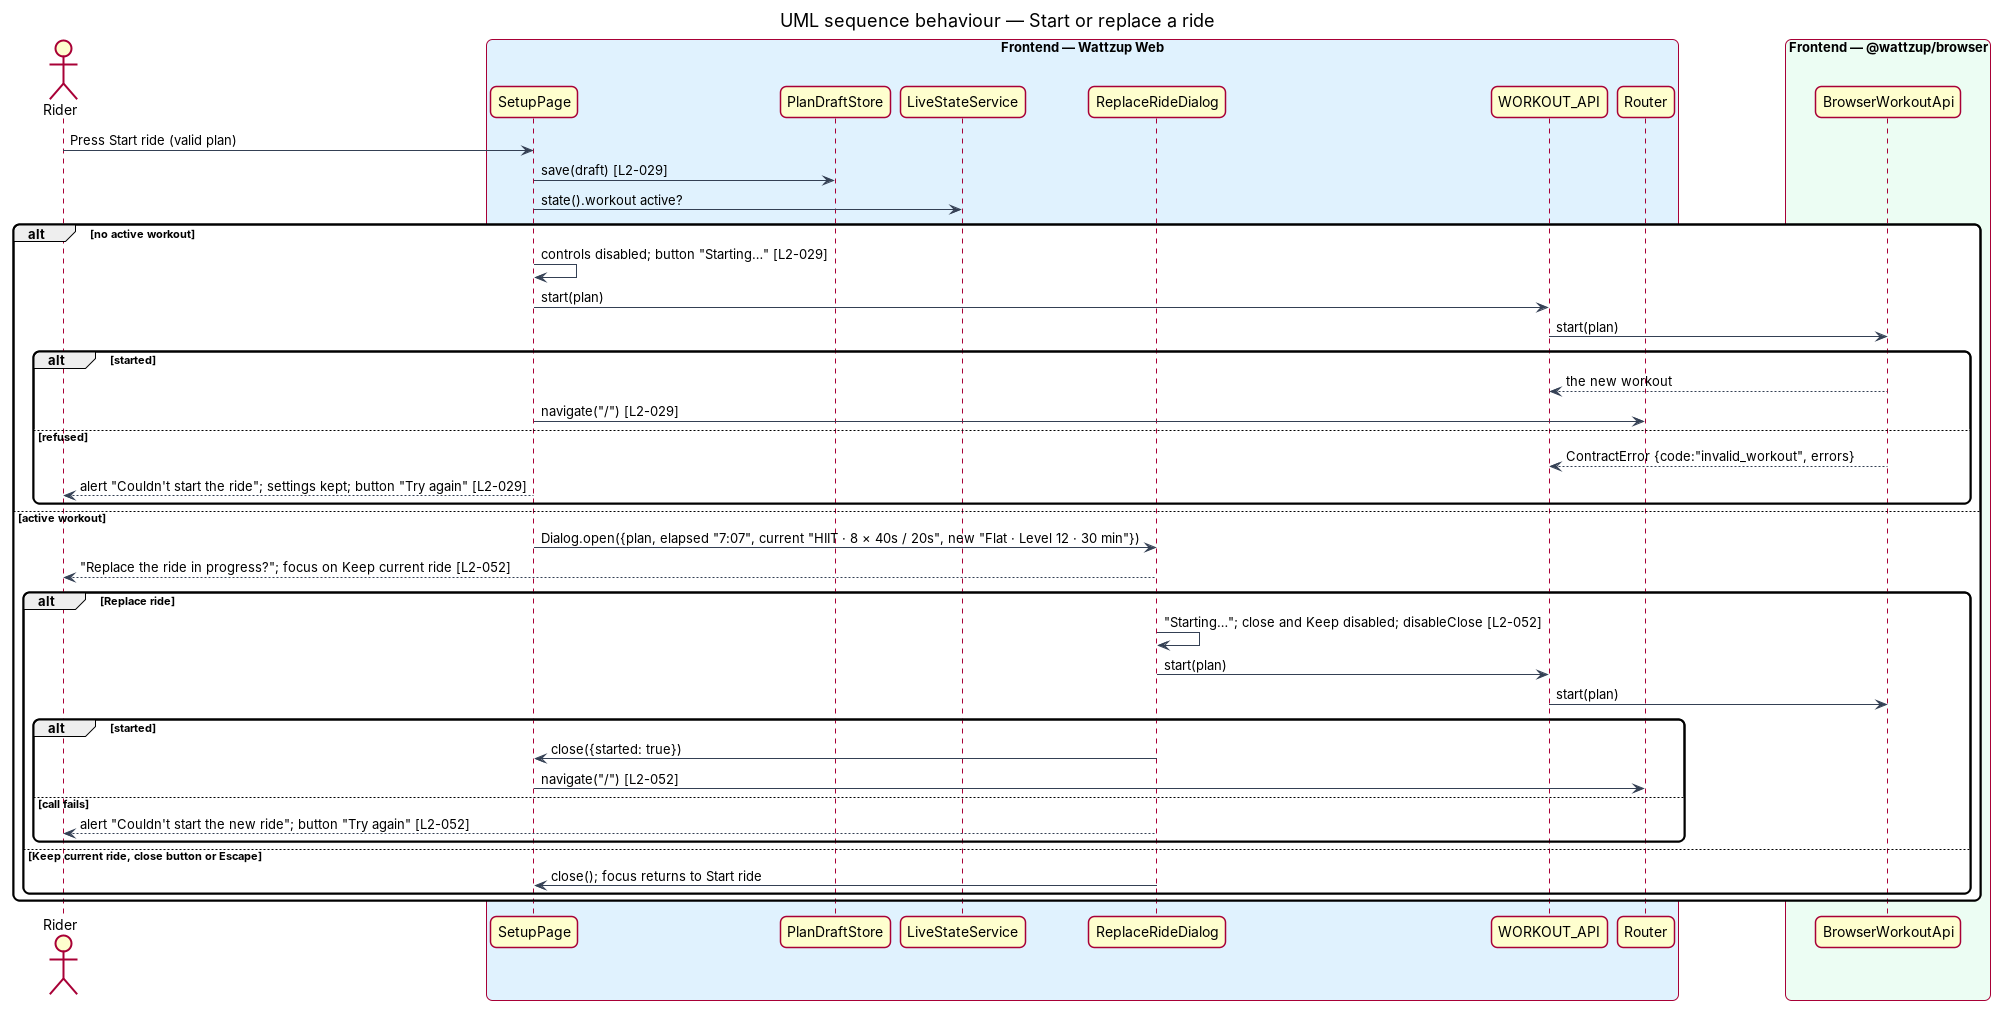 UML sequence behaviour — Start or replace a ride
Frontend — Wattzup Web
Frontend — @wattzup/browser
Rider
SetupPage
PlanDraftStore
LiveStateService
ReplaceRideDialog
WORKOUT_API
Router
BrowserWorkoutApi
Press Start ride (valid plan)
save(draft) [L2-029]
state().workout active?
alt
[no active workout]
controls disabled; button "Starting…" [L2-029]
start(plan)
start(plan)
alt
[started]
the new workout
navigate("/") [L2-029]
[refused]
ContractError {code:"invalid_workout", errors}
alert "Couldn't start the ride"; settings kept; button "Try again" [L2-029]
[active workout]
Dialog.open({plan, elapsed "7:07", current "HIIT · 8 × 40s / 20s", new "Flat · Level 12 · 30 min"})
"Replace the ride in progress?"; focus on Keep current ride [L2-052]
alt
[Replace ride]
"Starting…"; close and Keep disabled; disableClose [L2-052]
start(plan)
start(plan)
alt
[started]
close({started: true})
navigate("/") [L2-052]
[call fails]
alert "Couldn't start the new ride"; button "Try again" [L2-052]
[Keep current ride, close button or Escape]
close(); focus returns to Start ride
Rider
SetupPage
PlanDraftStore
LiveStateService
ReplaceRideDialog
WORKOUT_API
Router
BrowserWorkoutApi